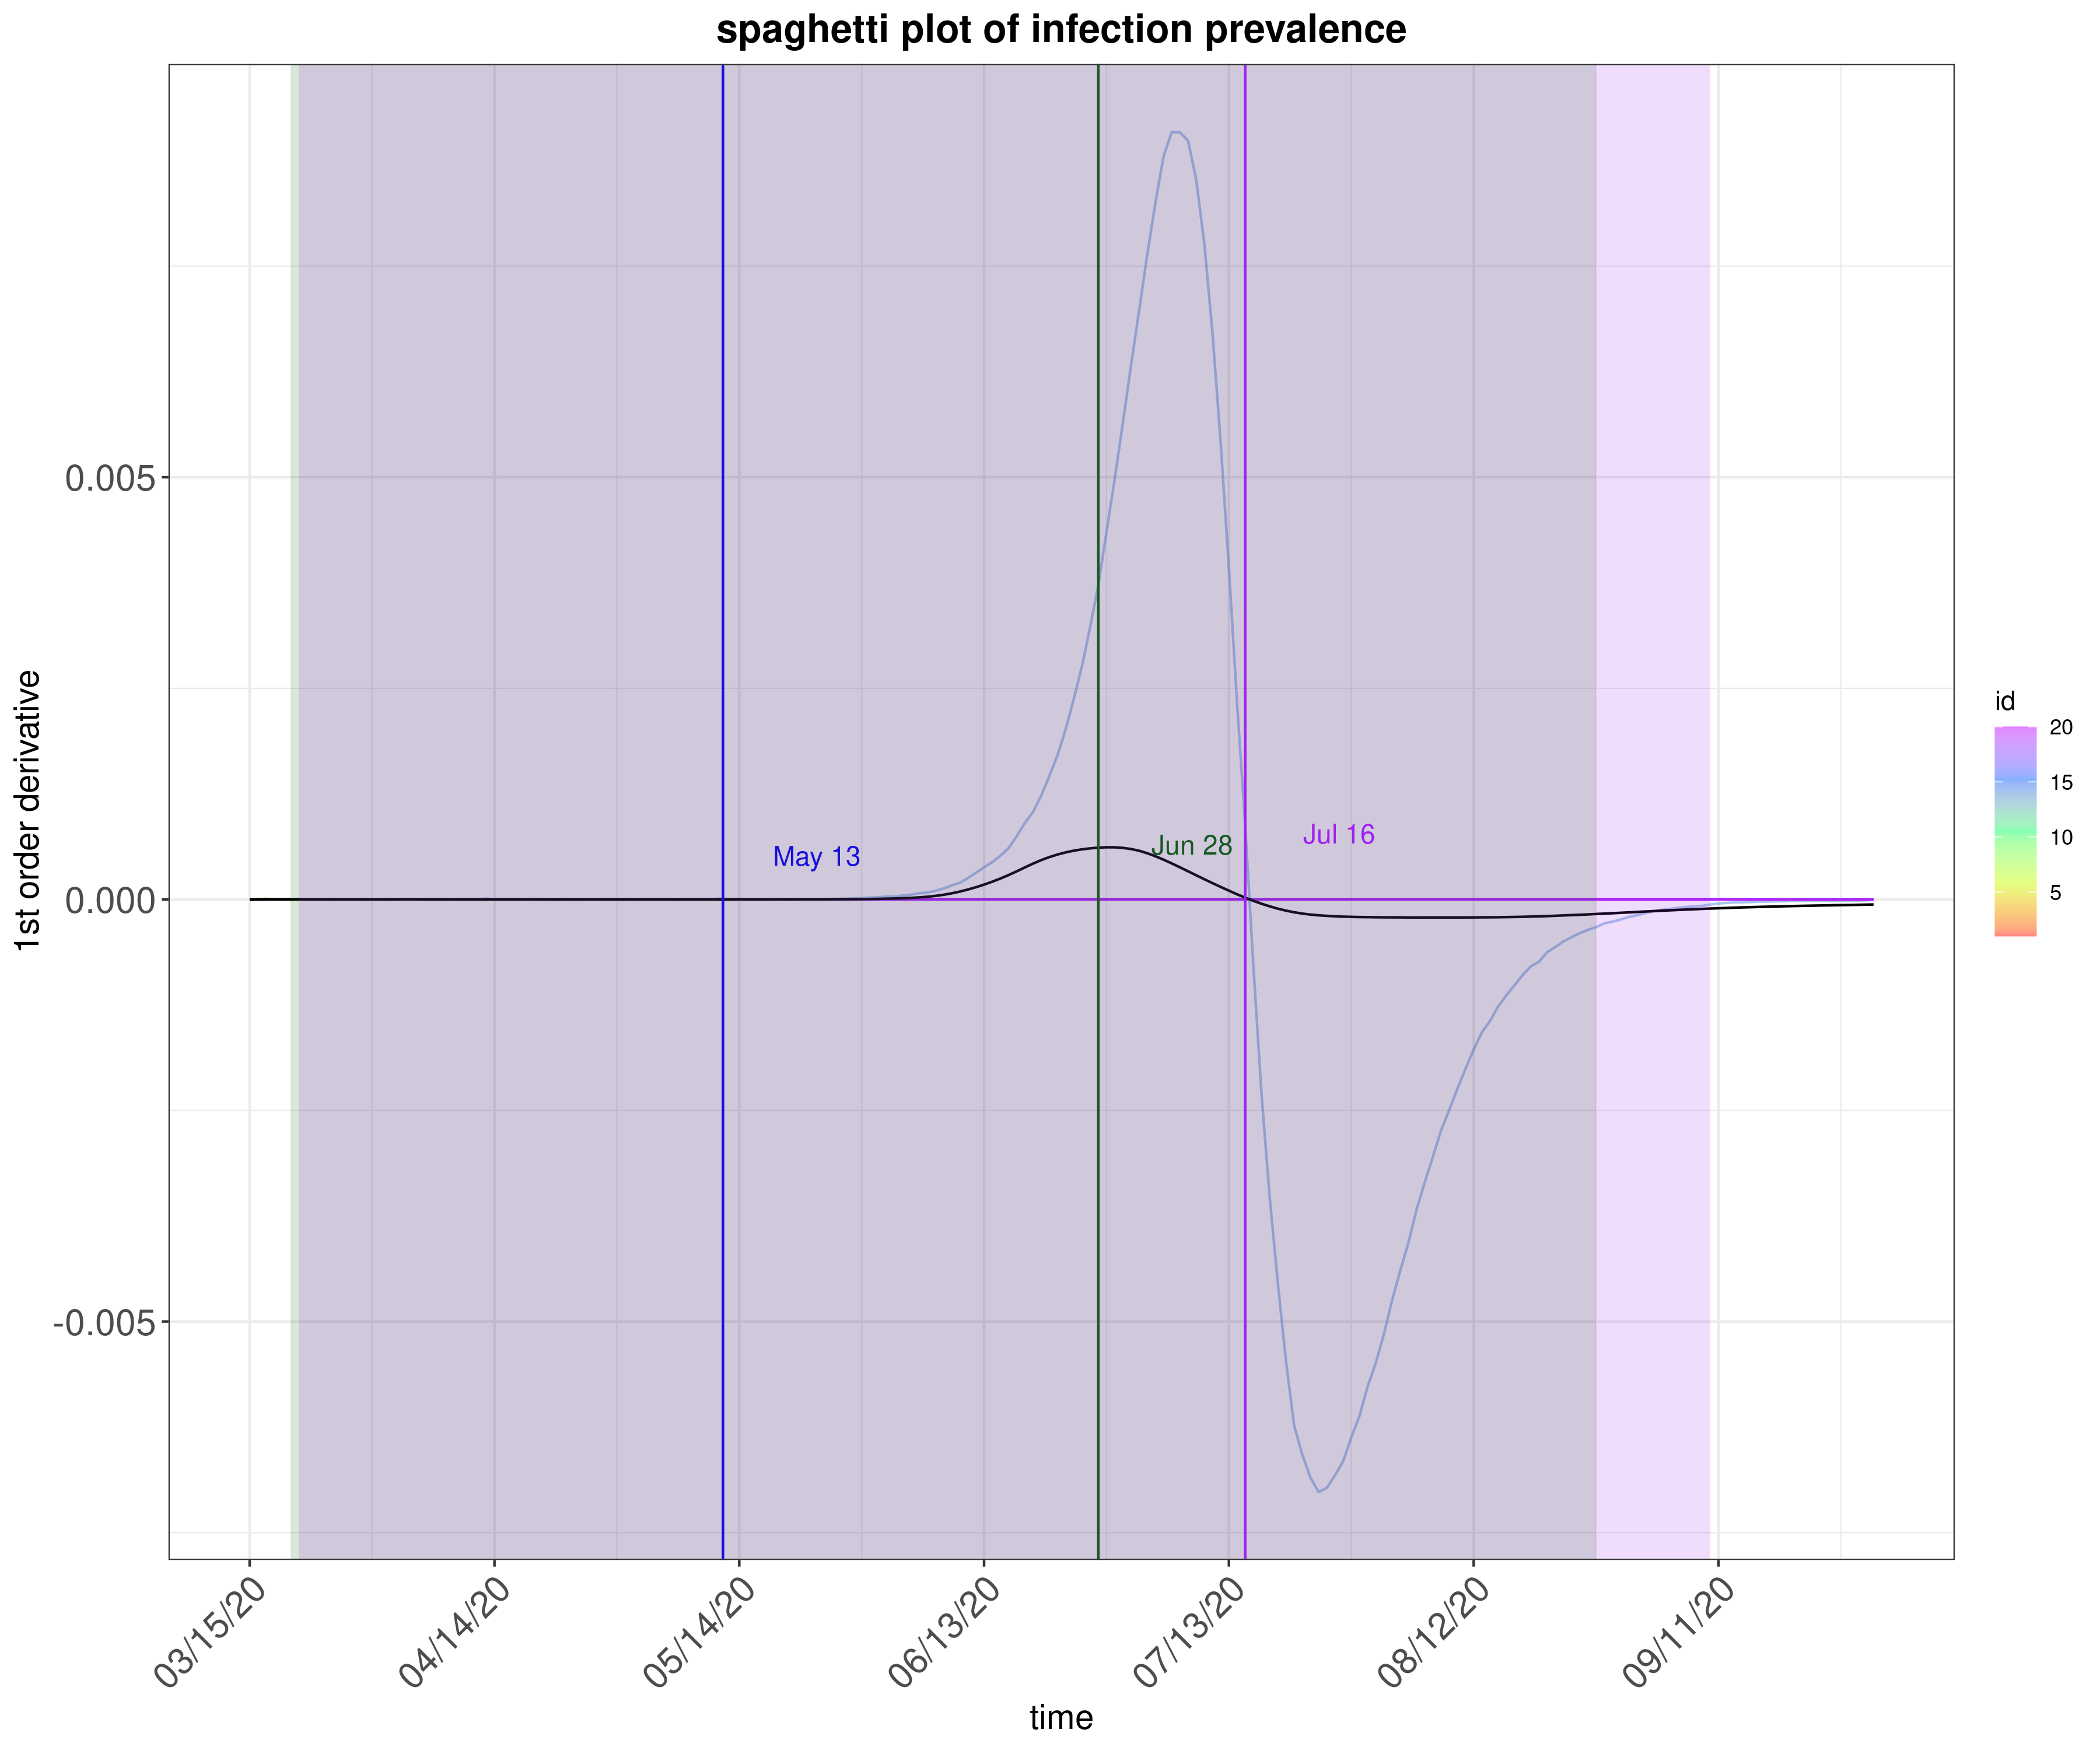 spaghetti plot of infection prevalence
1st order derivative
0.005
0.000
-0.005
May 13
Jun 28
Jul 16
id
20
15
10
5
03/15/20
04/14/20
05/14/20
06/13/20
07/13/20
08/12/20
09/11/20
time